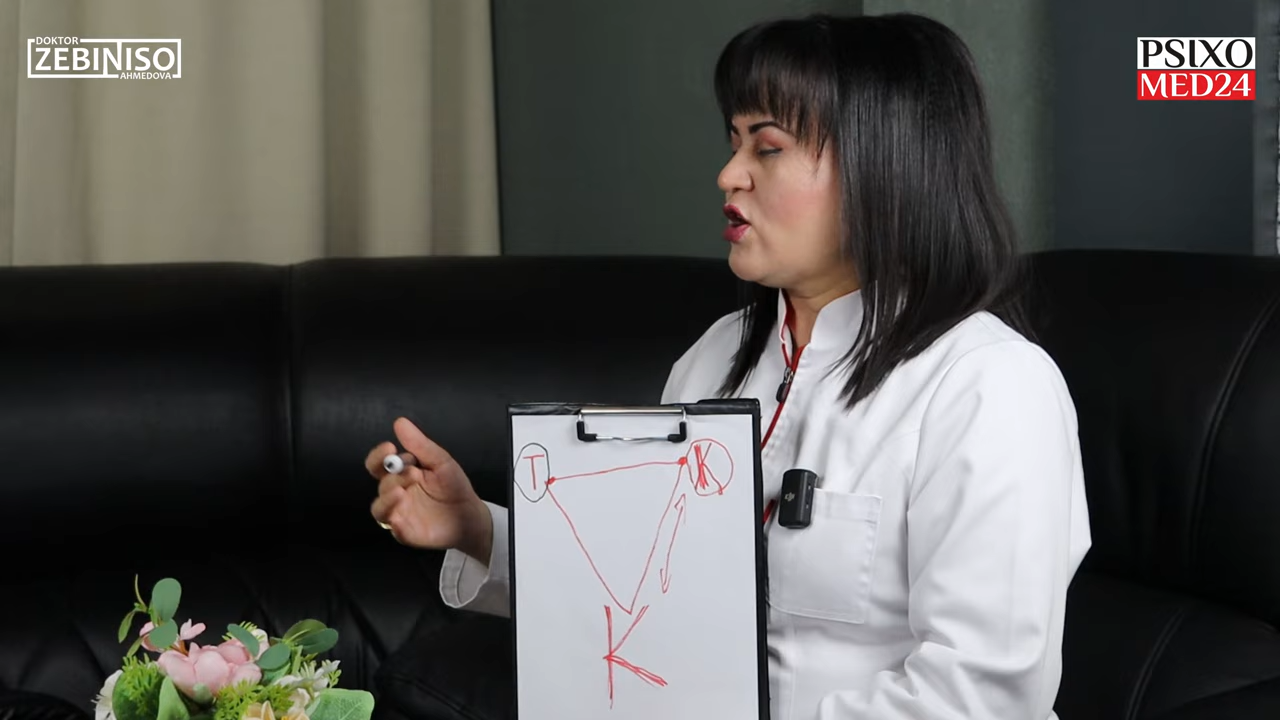 DOKTOR
ZEBINISO
AHMEDOVA
PSIXO
MED24
T K
K